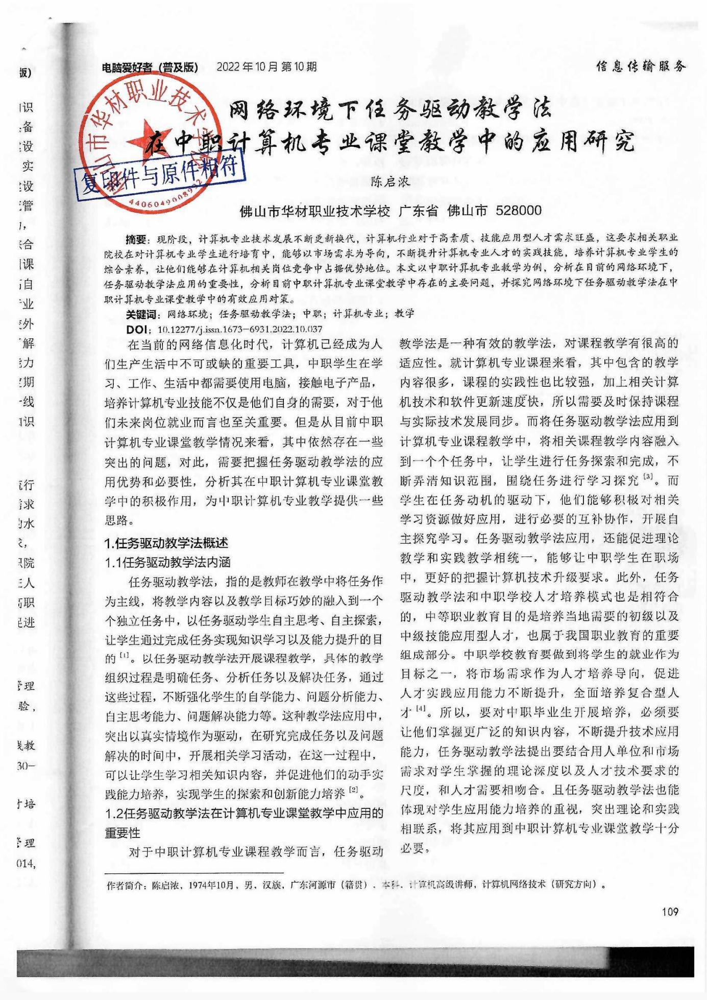 电脑爱好者（普及版） 2022年10月第10期
信息传输服务
网络环境下任务驱动教学法
在中职计算机专业课堂教学中的应用研究
复印件与原件相符
4406049008932
陈启浓
佛山市华材职业技术学校 广东省 佛山市 528000
摘要：现阶段，计算机专业技术发展不断更新换代，计算机行业对于高素质、技能应用型人才需求旺盛，这要求相关职业
院校在对计算机专业学生进行培育中，能够以市场需求为导向，不断提升计算机专业人才的实践技能，培养计算机专业学生的
综合素养，让他们能够在计算机相关岗位竞争中占据优势地位。本文以中职计算机专业教学为例，分析在目前的网络环境下，
任务驱动教学法应用的重要性，分析目前中职计算机专业课堂教学中存在的主要问题，并探究网络环境下任务驱动教学法在中
职计算机专业课堂教学中的有效应用对策。
关键词：网络环境；任务驱动教学法；中职；计算机专业；教学
DOI：10.12277/j.issn.1673-6931.2022.10.037
在当前的网络信息化时代，计算机已经成为人
们生产生活中不可或缺的重要工具，中职学生在学
习、工作、生活中都需要使用电脑，接触电子产品，
培养计算机专业技能不仅是他们自身的需要，对于他
们未来岗位就业而言也至关重要。但是从目前中职
计算机专业课堂教学情况来看，其中依然存在一些
突出的问题，对此，需要把握任务驱动教学法的应
用优势和必要性，分析其在中职计算机专业课堂教
学中的积极作用，为中职计算机专业教学提供一些
思路。
1.任务驱动教学法概述
1.1任务驱动教学法内涵
任务驱动教学法，指的是教师在教学中将任务作
为主线，将教学内容以及教学目标巧妙的融入到一个
个独立任务中，以任务驱动学生自主思考、自主探索，
让学生通过完成任务实现知识学习以及能力提升的目
的［1］。以任务驱动教学法开展课程教学，具体的教学
组织过程是明确任务、分析任务以及解决任务，通过
这些过程，不断强化学生的自学能力、问题分析能力、
自主思考能力、问题解决能力等。这种教学法应用中，
突出以真实情境作为驱动，在研究完成任务以及问题
解决的时间中，开展相关学习活动，在这一过程中，
可以让学生学习相关知识内容，并促进他们的动手实
践能力培养，实现学生的探索和创新能力培养［2］。
1.2任务驱动教学法在计算机专业课堂教学中应用的
重要性
对于中职计算机专业课程教学而言，任务驱动
教学法是一种有效的教学法，对课程教学有很高的
适应性。就计算机专业课程来看，其中包含的教学
内容很多，课程的实践性也比较强，加上相关计算
机技术和软件更新速度快，所以需要及时保持课程
与实际技术发展同步。而将任务驱动教学法应用到
计算机专业课程教学中，将相关课程教学内容融入
到一个个任务中，让学生进行任务探索和完成，不
断弄清知识范围，围绕任务进行学习探究［3］。而
学生在任务动机的驱动下，他们能够积极对相关
学习资源做好应用，进行必要的互补协作，开展自
主探究学习。任务驱动教学法应用，还能促进理论
教学和实践教学相统一，能够让中职学生在职场
中，更好的把握计算机技术升级要求。此外，任务
驱动教学法和中职学校人才培养模式也是相符合
的，中等职业教育目的是培养当地需要的初级以及
中级技能应用型人才，也属于我国职业教育的重要
组成部分。中职学校教育要做到将学生的就业作为
目标之一，将市场需求作为人才培养导向，促进
人才实践应用能力不断提升，全面培养复合型人
才［4］。所以，要对中职毕业生开展培养，必须要
让他们掌握更广泛的知识内容，不断提升技术应用
能力，任务驱动教学法提出要结合用人单位和市场
需求对学生掌握的理论深度以及人才技术要求的
尺度，和人才需要相吻合。且任务驱动教学法也能
体现对学生应用能力培养的重视，突出理论和实践
相联系，将其应用到中职计算机专业课堂教学十分
必要。
作者简介：陈启浓，1974年10月，男，汉族，广东河源市（籍贯），本科，计算机高级讲师，计算机网络技术（研究方向）。
109